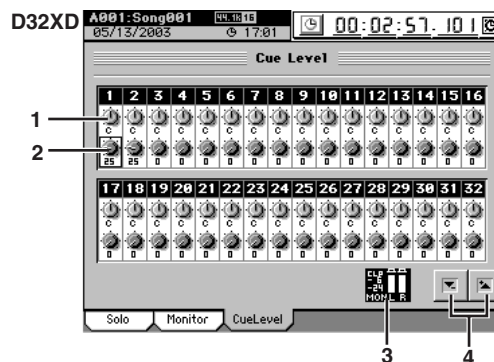 D32XD
A001:Song001 44.1k 16 00:02:57.101
05/13/2003 17:01
Cue Level
1 2 3 4 5 6 7 8 9 10 11 12 13 14 15 16
1
C C C C C C C C C C C C C C C C
2
25 25 0 0 0 0 0 0 0 0 0 0 0 0 0 0
17 18 19 20 21 22 23 24 25 26 27 28 29 30 31 32
C C C C C C C C C C C C C C C C
0 0 0 0 0 0 0 0 0 0 0 0 0 0 0 0
CLP
-6
-24
MON L R
Solo Monitor CueLevel
3 4